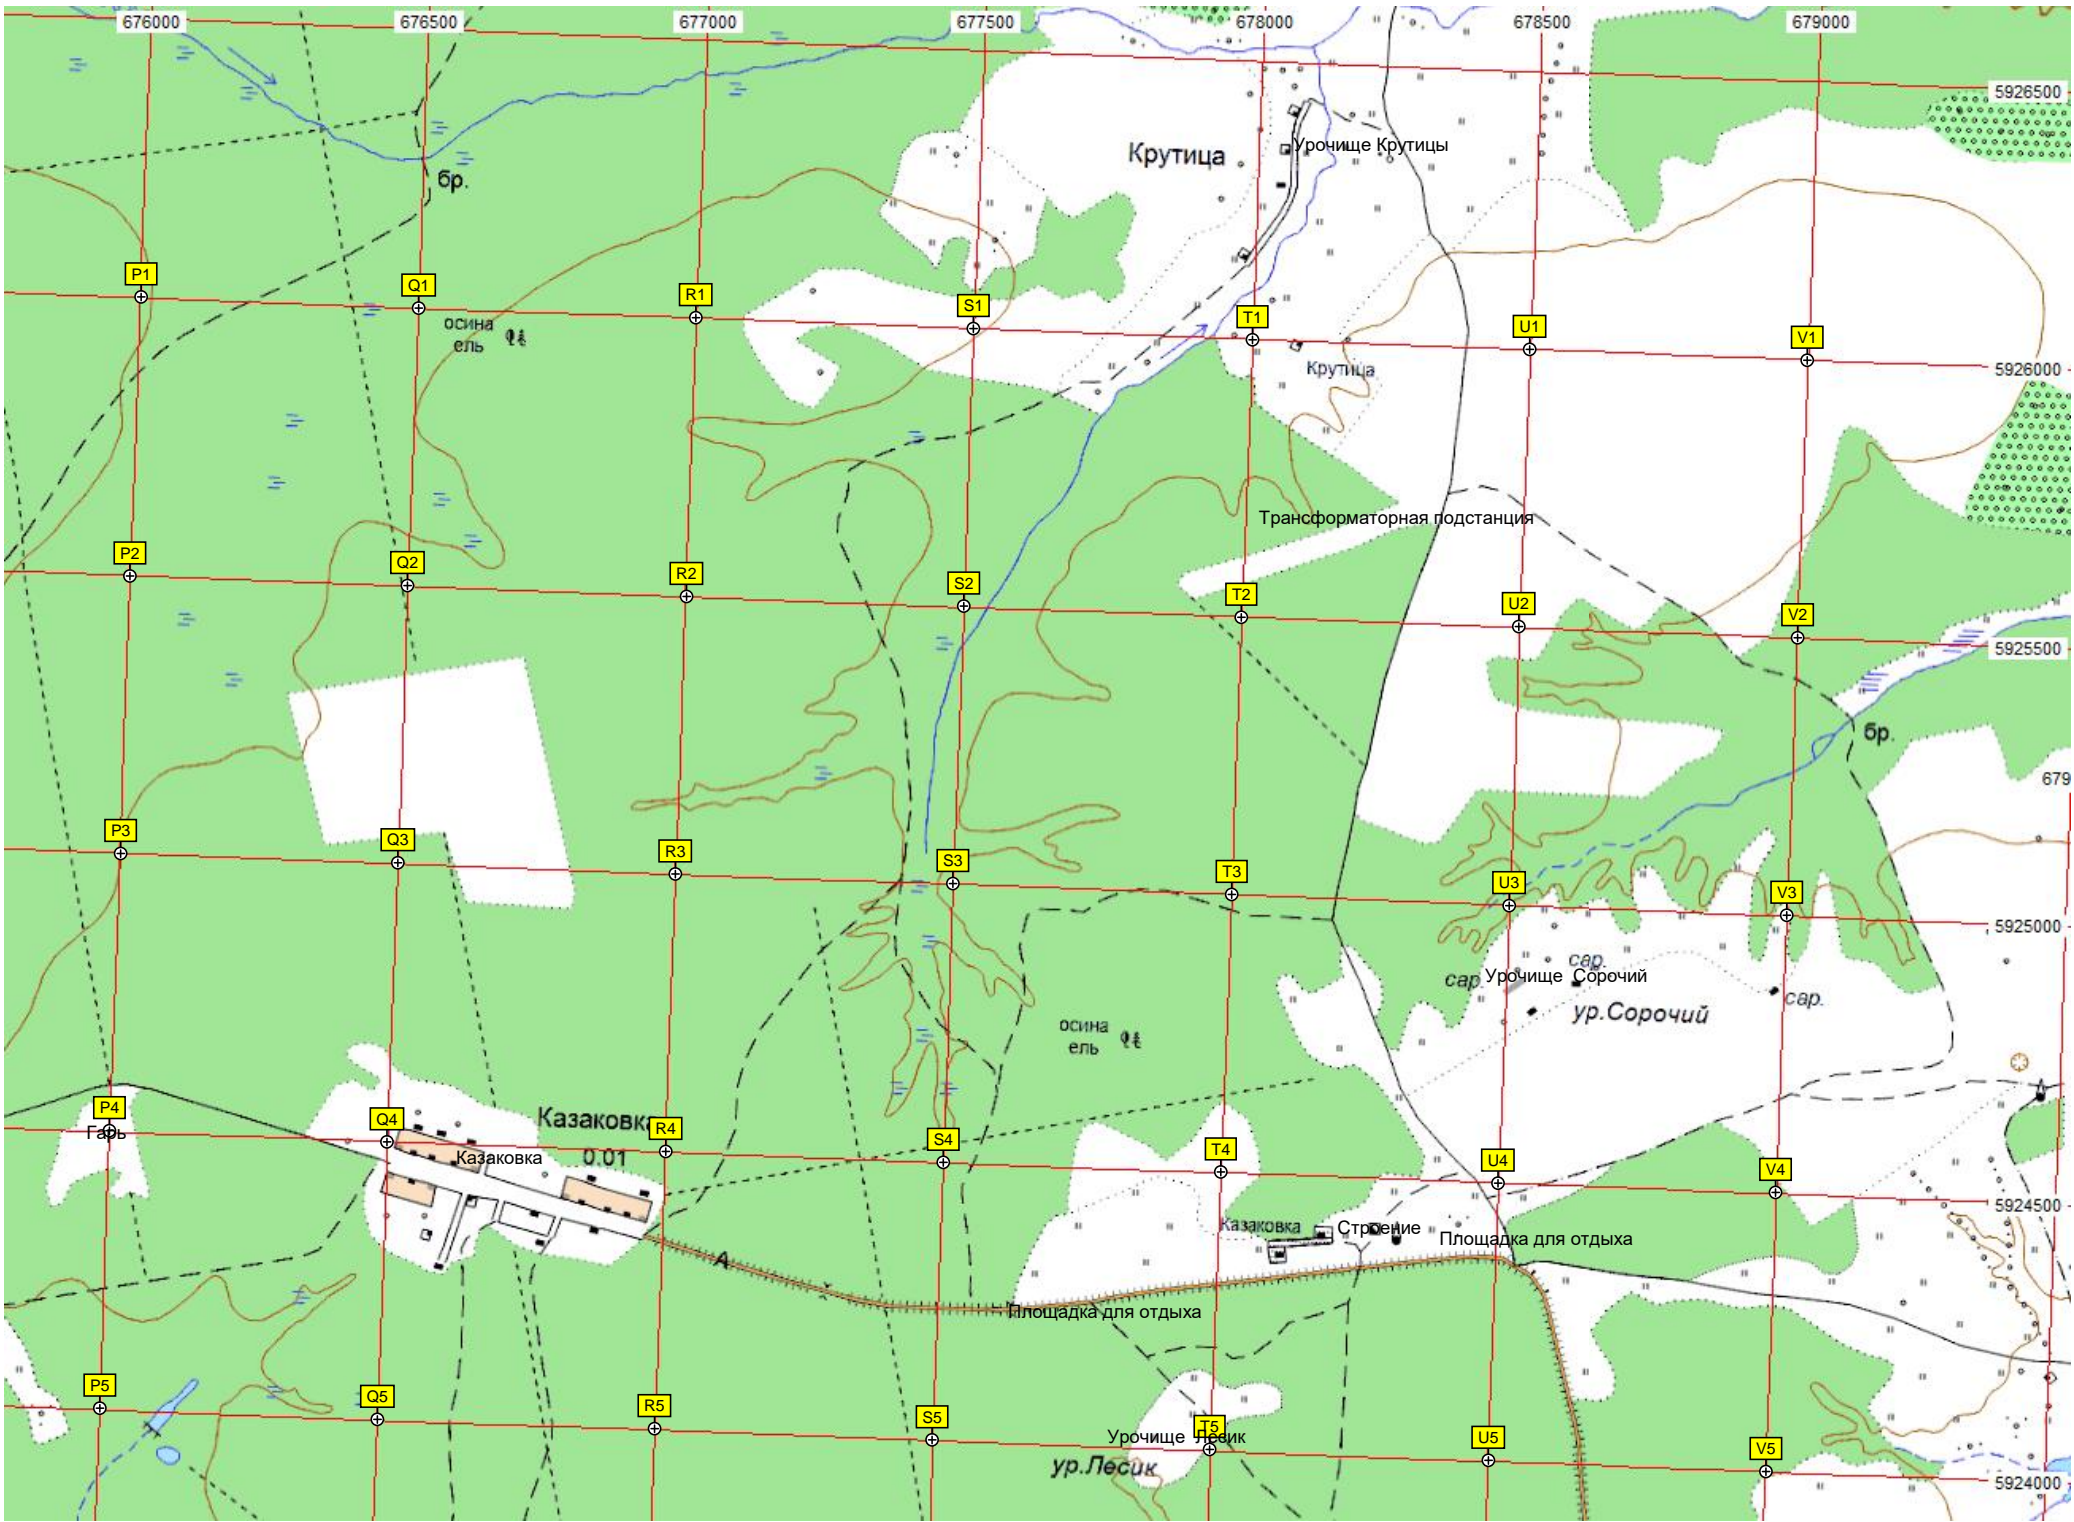 676000 676500 677000 677500 678000 678500 679000
5926500
Крутица
Урочище Крутицы
бр.
P1
Q1
R1
S1
T1
U1
V1
осина
ель
Крутица
5926000
Трансформаторная подстанция
P2
Q2
R2
S2
T2
U2
V2
5925500
бр.
679
P3
Q3
R3
S3
T3
U3
V3
5925000
сар.
сар.
Урочище Сорочий
сар.
ур.Сорочий
осина
ель
P4
Гарь
Q4
Казаковка
R4
S4
T4
U4
V4
Казаковка
0.01
5924500
Казаковка
Строение
Площадка для отдыха
А
Площадка для отдыха
P5
Q5
R5
S5
T5
U5
V5
Урочище Лесик
ур.Лесик
5924000